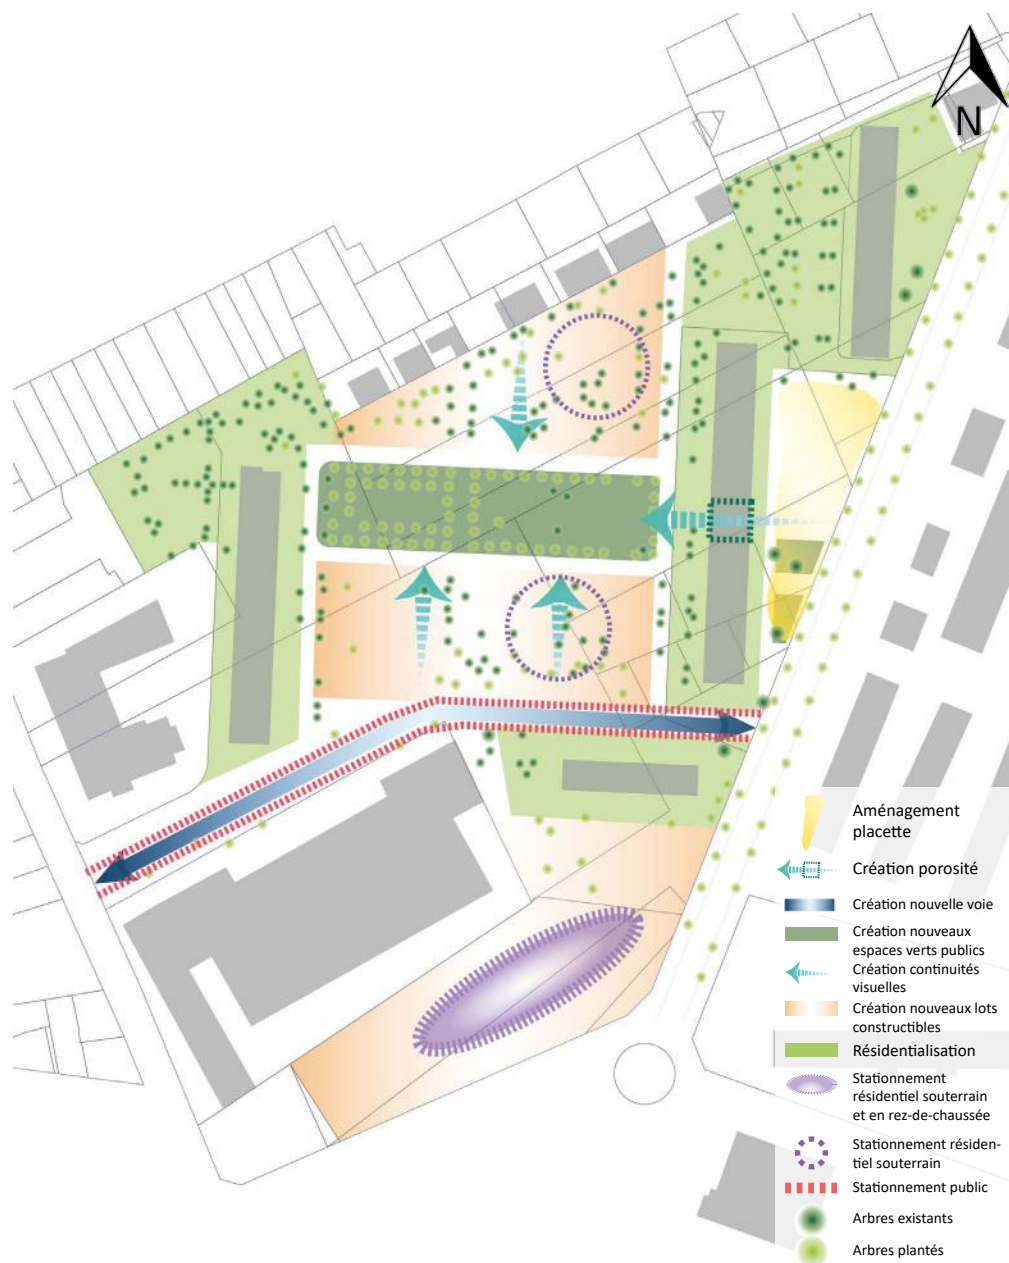 N
Aménagement
placette
Création porosité
Création nouvelle voie
Création nouveaux
espaces verts publics
Création continuités
visuelles
Création nouveaux lots
constructibles
Résidentialisation
Stationnement
résidentiel souterrain
et en rez-de-chaussée
Stationnement résiden-
tiel souterrain
Stationnement public
Arbres existants
Arbres plantés